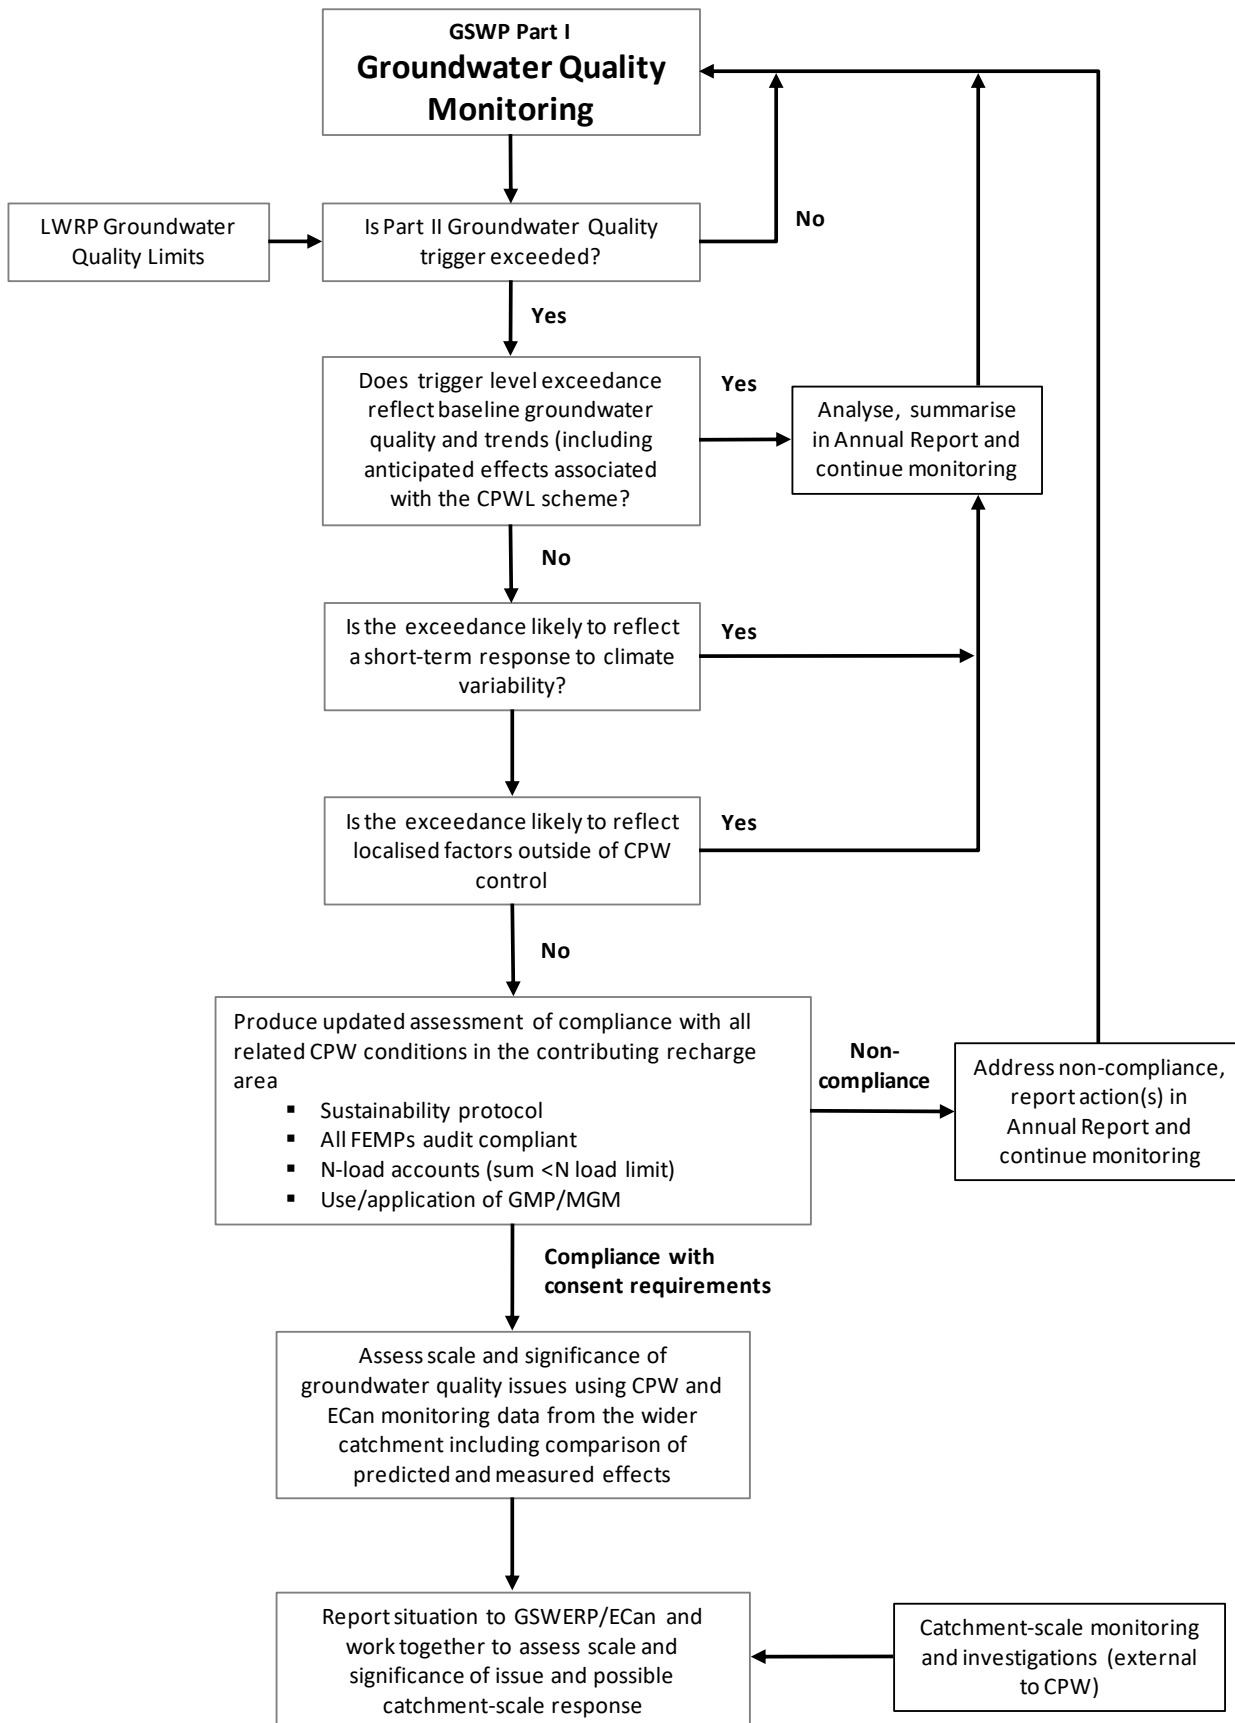 GSWP Part I
Groundwater Quality
Monitoring
LWRP Groundwater
Quality Limits
Is Part II Groundwater Quality
trigger exceeded?
No
Yes
Does trigger level exceedance
reflect baseline groundwater
quality and trends (including
anticipated effects associated
with the CPWL scheme?
Yes
Analyse, summarise
in Annual Report and
continue monitoring
No
Is the exceedance likely to reflect
a short-term response to climate
variability?
Yes
Is the exceedance likely to reflect
localised factors outside of CPW
control
Yes
No
Produce updated assessment of compliance with all
related CPW conditions in the contributing recharge
area
▪ Sustainability protocol
▪ All FEMPs audit compliant
▪ N-load accounts (sum <N load limit)
▪ Use/application of GMP/MGM
Non-
compliance
Address non-compliance,
report action(s) in
Annual Report and
continue monitoring
Compliance with
consent requirements
Assess scale and significance of
groundwater quality issues using CPW and
ECan monitoring data from the wider
catchment including comparison of
predicted and measured effects
Report situation to GSWERP/ECan and
work together to assess scale and
significance of issue and possible
catchment-scale response
Catchment-scale monitoring
and investigations (external
to CPW)